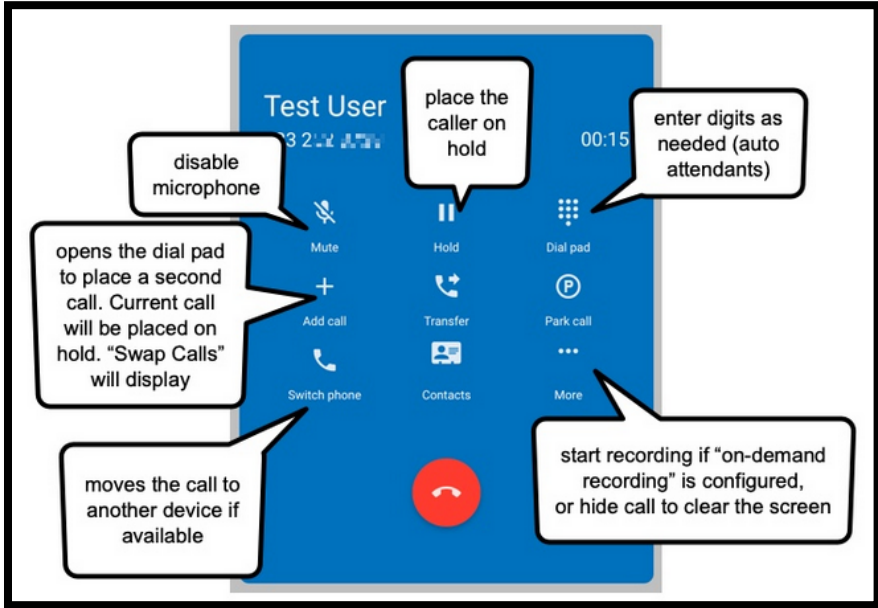 Test User
00:15
place the
caller on
hold
enter digits as
needed (auto
attendants)
disable
microphone
Mute
Hold
Dial pad
opens the dial pad
to place a second
call. Current call
will be placed on
hold. “Swap Calls”
will display
Add call
Transfer
Park call
Switch phone
Contacts
More
moves the call to
another device if
available
start recording if “on-demand
recording” is configured,
or hide call to clear the screen